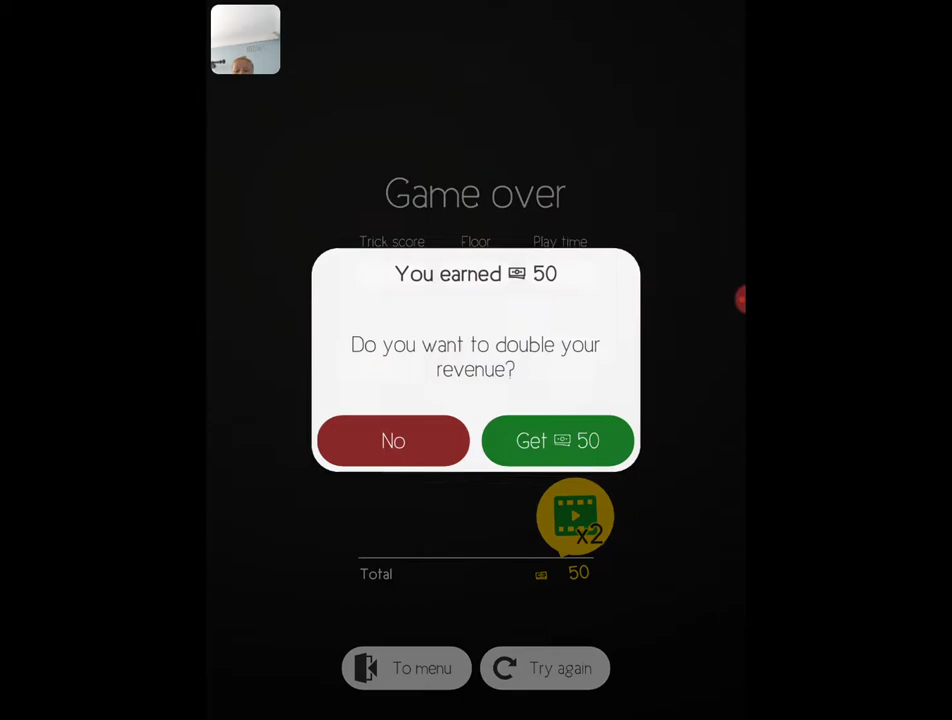 Game over
Trick score Floor Play time
You earned 50
Do you want to double your
revenue?
No Get 50
x2
Total 50
To menu Try again